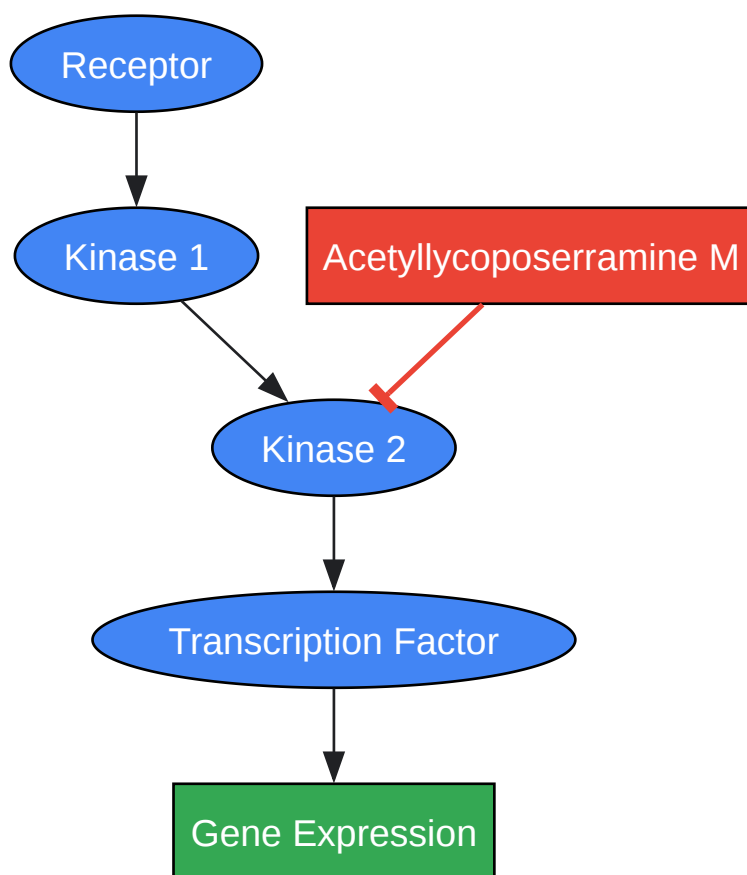 Receptor
Kinase 1
Acetyllycoposerramine M
Kinase 2
Transcription Factor
Gene Expression